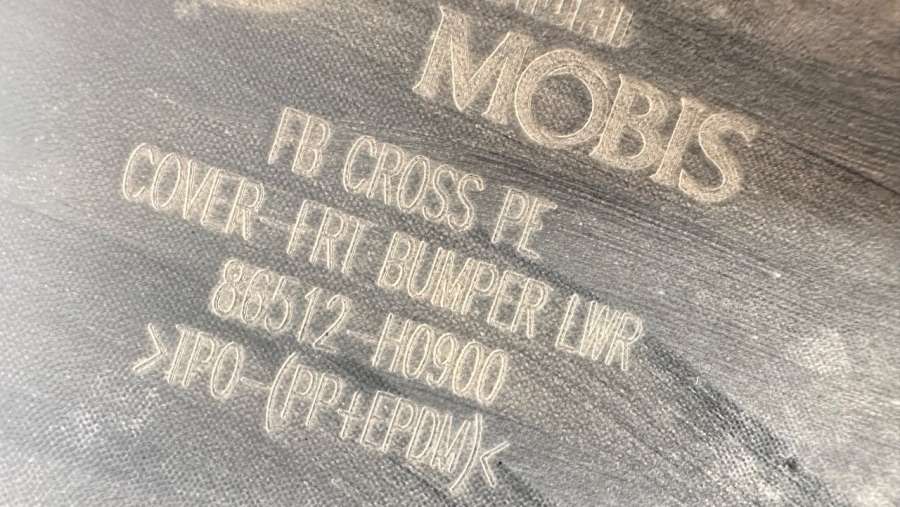 MOBIS
FB CROSS PE
COVER-FRT BUMPER LWR
86512-H0900
>IPO-(PP+EPDM)<